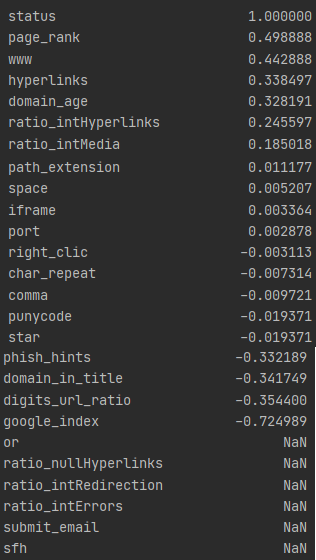 status 1.000000
page_rank 0.498888
www 0.442888
hyperlinks 0.338497
domain_age 0.328191
ratio_intHyperlinks 0.245597
ratio_intMedia 0.185018
path_extension 0.011177
space 0.005207
iframe 0.003364
port 0.002878
right_clic -0.003113
char_repeat -0.007314
comma -0.009721
punycode -0.019371
star -0.019371
phish_hints -0.332189
domain_in_title -0.341749
digits_url_ratio -0.354400
google_index -0.724989
or NaN
ratio_nullHyperlinks NaN
ratio_intRedirection NaN
ratio_intErrors NaN
submit_email NaN
sfh NaN